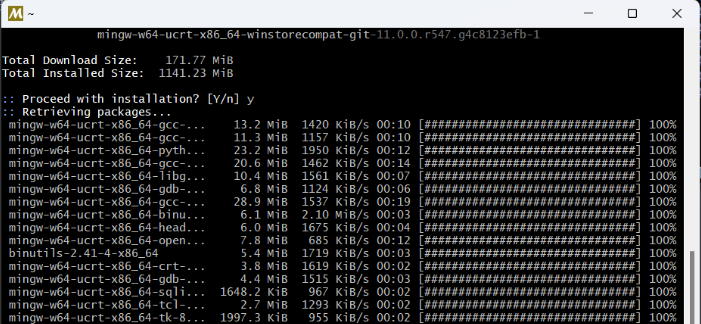 M ~
mingw-w64-ucrt-x86_64-winstorecompat-git-11.0.0.r547.g4c8123efb-1
Total Download Size: 171.77 MiB
Total Installed Size: 1141.23 MiB
:: Proceed with installation? [Y/n] y
:: Retrieving packages...
mingw-w64-ucrt-x86_64-gcc-... 13.2 MiB 1420 KiB/s 00:10 [###############################] 100%
mingw-w64-ucrt-x86_64-gcc-... 11.3 MiB 1157 KiB/s 00:10 [###############################] 100%
mingw-w64-ucrt-x86_64-pyth... 23.2 MiB 1950 KiB/s 00:12 [###############################] 100%
mingw-w64-ucrt-x86_64-gcc-... 20.6 MiB 1462 KiB/s 00:14 [###############################] 100%
mingw-w64-ucrt-x86_64-libg... 10.4 MiB 1561 KiB/s 00:07 [###############################] 100%
mingw-w64-ucrt-x86_64-gdb-... 6.8 MiB 1124 KiB/s 00:06 [###############################] 100%
mingw-w64-ucrt-x86_64-gcc-... 28.9 MiB 1537 KiB/s 00:19 [###############################] 100%
mingw-w64-ucrt-x86_64-binu... 6.1 MiB 2.10 MiB/s 00:03 [###############################] 100%
mingw-w64-ucrt-x86_64-head... 6.0 MiB 1675 KiB/s 00:04 [###############################] 100%
mingw-w64-ucrt-x86_64-open... 7.8 MiB 685 KiB/s 00:12 [###############################] 100%
binutils-2.41-4-x86_64 5.4 MiB 1719 KiB/s 00:03 [###############################] 100%
mingw-w64-ucrt-x86_64-crt-... 3.8 MiB 1619 KiB/s 00:02 [###############################] 100%
mingw-w64-ucrt-x86_64-gdb-... 4.4 MiB 1515 KiB/s 00:03 [###############################] 100%
mingw-w64-ucrt-x86_64-sqli... 1648.2 KiB 967 KiB/s 00:02 [###############################] 100%
mingw-w64-ucrt-x86_64-tcl-... 2.7 MiB 1293 KiB/s 00:02 [###############################] 100%
mingw-w64-ucrt-x86_64-tk-8... 1997.3 KiB 955 KiB/s 00:02 [###############################] 100%